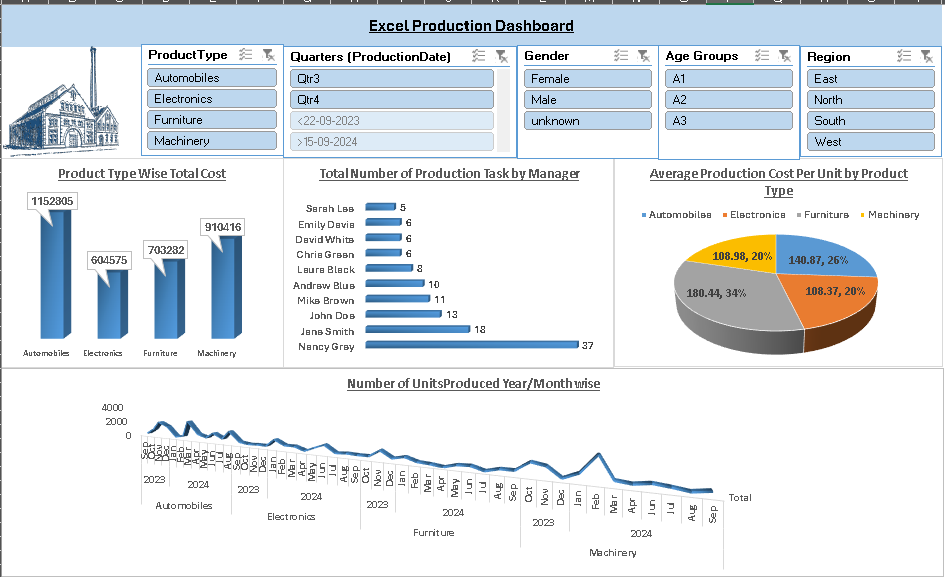 Excel Production Dashboard
ProductType
Automobiles
Electronics
Furniture
Machinery
Quarters (ProductionDate)
Qtr3
Qtr4
<22-09-2023
>15-09-2024
Gender
Female
Male
unknown
Age Groups
A1
A2
A3
Region
East
North
South
West
Product Type Wise Total Cost
1152805
604575
703282
910416
Automobiles Electronics Furniture Machinery
Total Number of Production Task by Manager
Sarah Lee 5
Emily Davis 6
David White 6
Chris Green 6
Laura Black 8
Andrew Blue 10
Mike Brown 11
John Doe 13
Jane Smith 18
Nancy Grey 37
Average Production Cost Per Unit by Product
Type
Automobiles Electronics Furniture Machinery
108.98, 20%
140.87, 26%
180.44, 34%
108.37, 20%
Number of UnitsProduced Year/Month wise
4000
2000
0
Sep Oct Nov Dec Jan Feb Mar Apr May Jun Jul Aug Sep Oct Nov Dec Jan Feb Mar Apr May Jun Jul Aug Sep Oct Nov Dec Jan Feb Mar Apr May Jun Jul Aug Sep Oct Nov Dec Jan Feb Mar Apr Jun Jul Aug Sep
2023 2024 2023 2024 2023 2024 2023 2024
Automobiles Electronics Furniture Machinery
Total